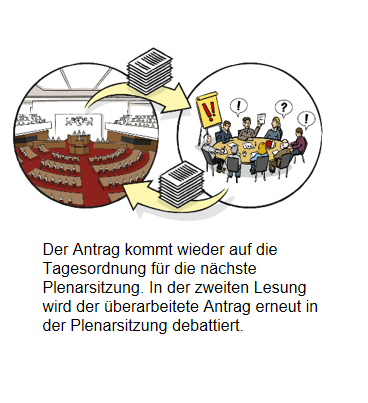 !
?
!
!
Der Antrag kommt wieder auf die
Tagesordnung für die nächste
Plenarsitzung. In der zweiten Lesung
wird der überarbeitete Antrag erneut in
der Plenarsitzung debattiert.